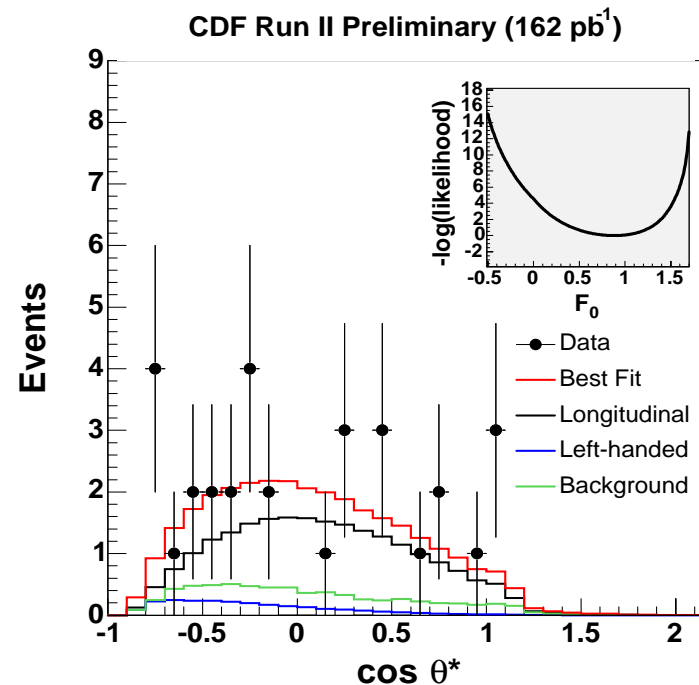 CDF Run II Preliminary (162 pb-1)
Events
9
8
7
6
5
4
3
2
1
0
-1 -0.5 0 0.5 1 1.5 2
cos θ*
-log(likelihood)
18
16
14
12
10
8
6
4
2
0
-2
-0.5 0 0.5 1 1.5
F0
Data
Best Fit
Longitudinal
Left-handed
Background